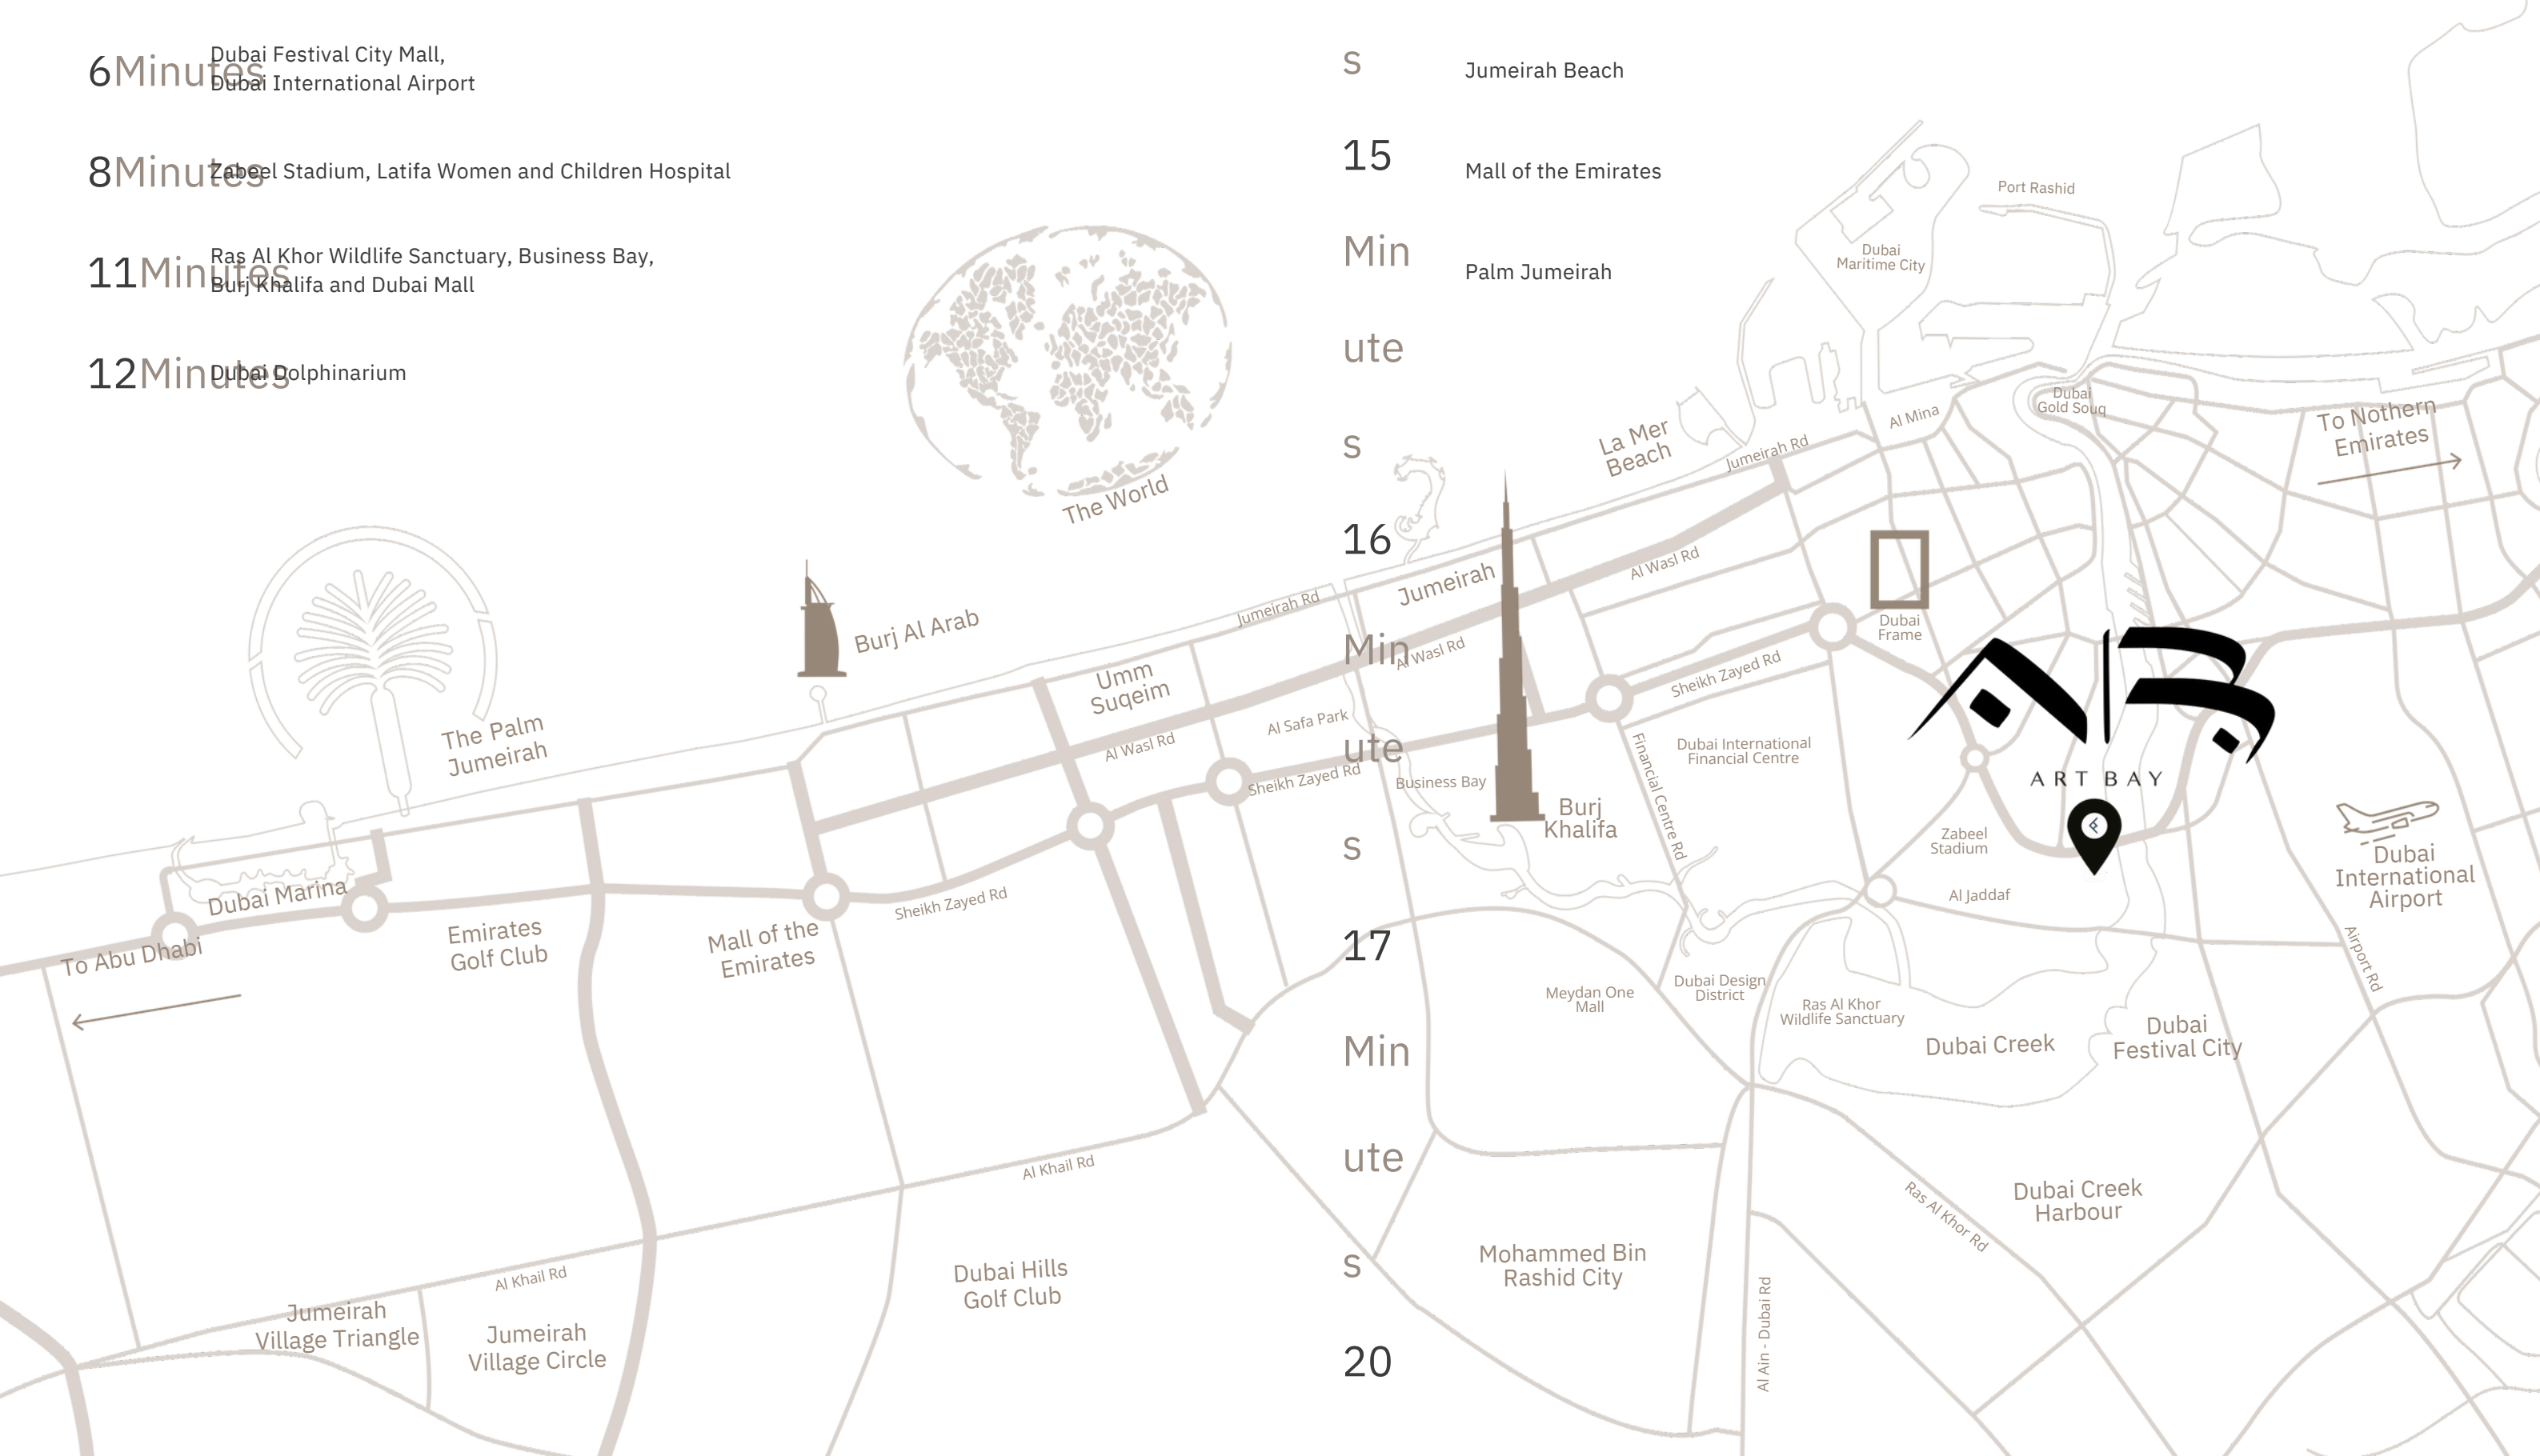 6 Minutes
Dubai Festival City Mall,
Dubai International Airport
8 Minutes
Zabeel Stadium, Latifa Women and Children Hospital
11 Minutes
Ras Al Khor Wildlife Sanctuary, Business Bay,
Burj Khalifa and Dubai Mall
12 Minutes
Dubai Dolphinarium
s
15
Min
ute
s
16
Min
ute
s
17
Min
ute
s
20
Jumeirah Beach
Mall of the Emirates
Palm Jumeirah
Port Rashid
Dubai
Maritime City
Dubai
Gold Souq
Al Mina
To Nothern
Emirates
La Mer
Beach
Jumeirah Rd
The World
Al Wasl Rd
Jumeirah
Jumeirah Rd
Dubai
Frame
Burj Al Arab
Al Wasl Rd
Sheikh Zayed Rd
Umm
Suqeim
Al Safa Park
Al Wasl Rd
The Palm
Jumeirah
Sheikh Zayed Rd
Business Bay
Financial Centre Rd
Dubai International
Financial Centre
ART BAY
Burj
Khalifa
Zabeel
Stadium
Dubai
International
Airport
Dubai Marina
Sheikh Zayed Rd
Al Jaddaf
To Abu Dhabi
Emirates
Golf Club
Mall of the
Emirates
Airport Rd
Meydan One
Mall
Dubai Design
District
Ras Al Khor
Wildlife Sanctuary
Dubai Creek
Dubai
Festival City
Al Khail Rd
Ras Al Khor Rd
Dubai Creek
Harbour
Mohammed Bin
Rashid City
Dubai Hills
Golf Club
Al Khail Rd
Al Ain - Dubai Rd
Jumeirah
Village Triangle
Jumeirah
Village Circle